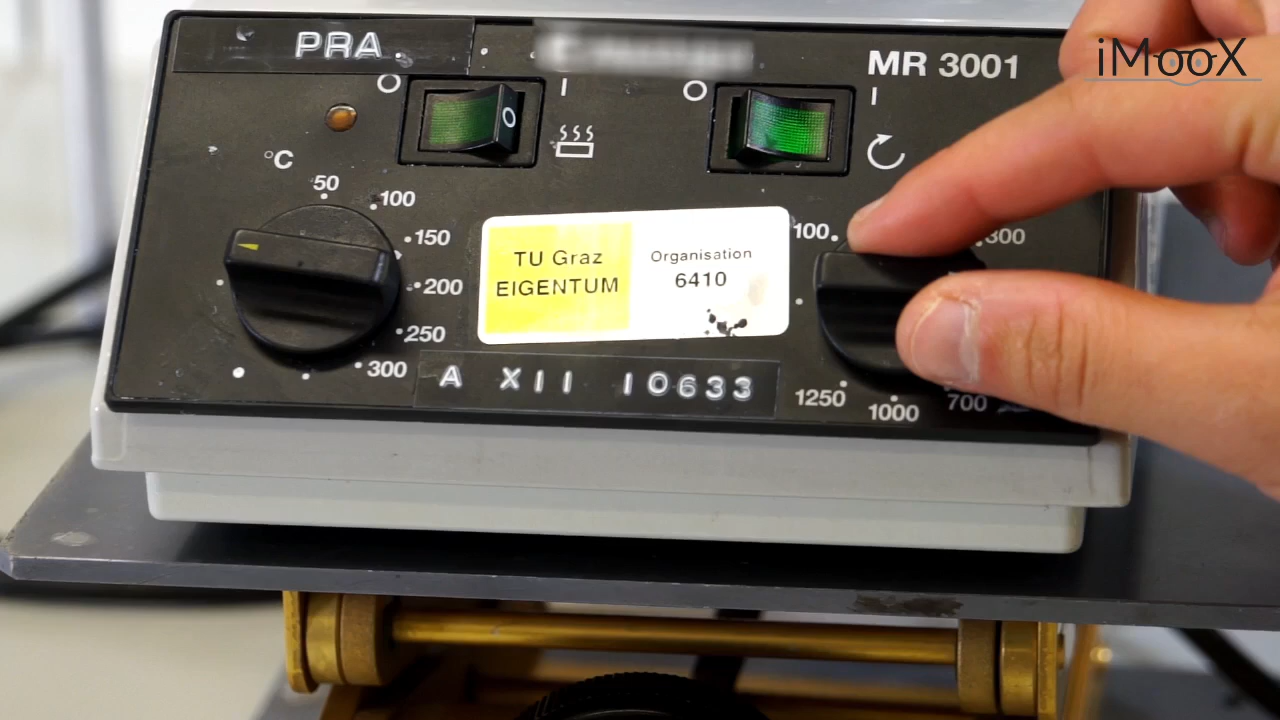 PRA
MR 3001
iMooX
O
I
O
O
I
°C
50
100
150
200
250
300
TU Graz
EIGENTUM
Organisation
6410
100
300
1250
1000
700
A XII 10633